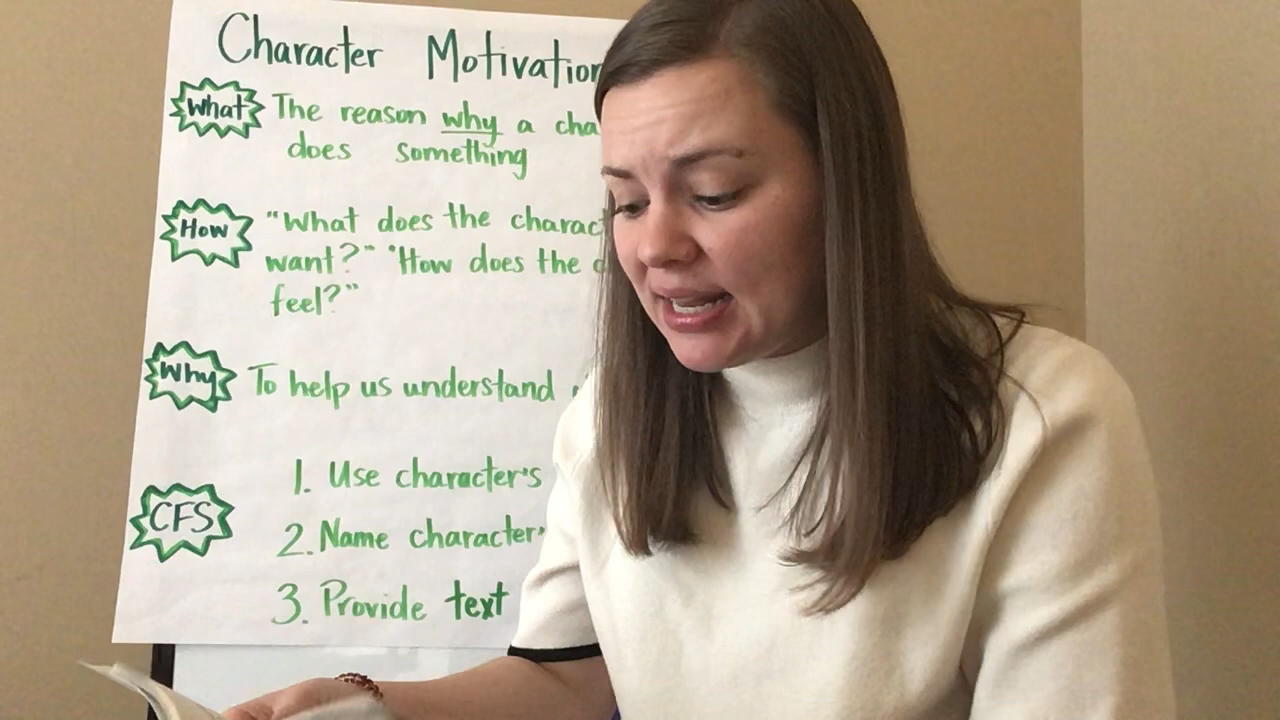 Character Motivation
What The reason why a cha
does something
How "What does the charact
want?" "How does the c
feel?"
Why To help us understand
1. Use character's
CFS
2. Name character'
3. Provide text